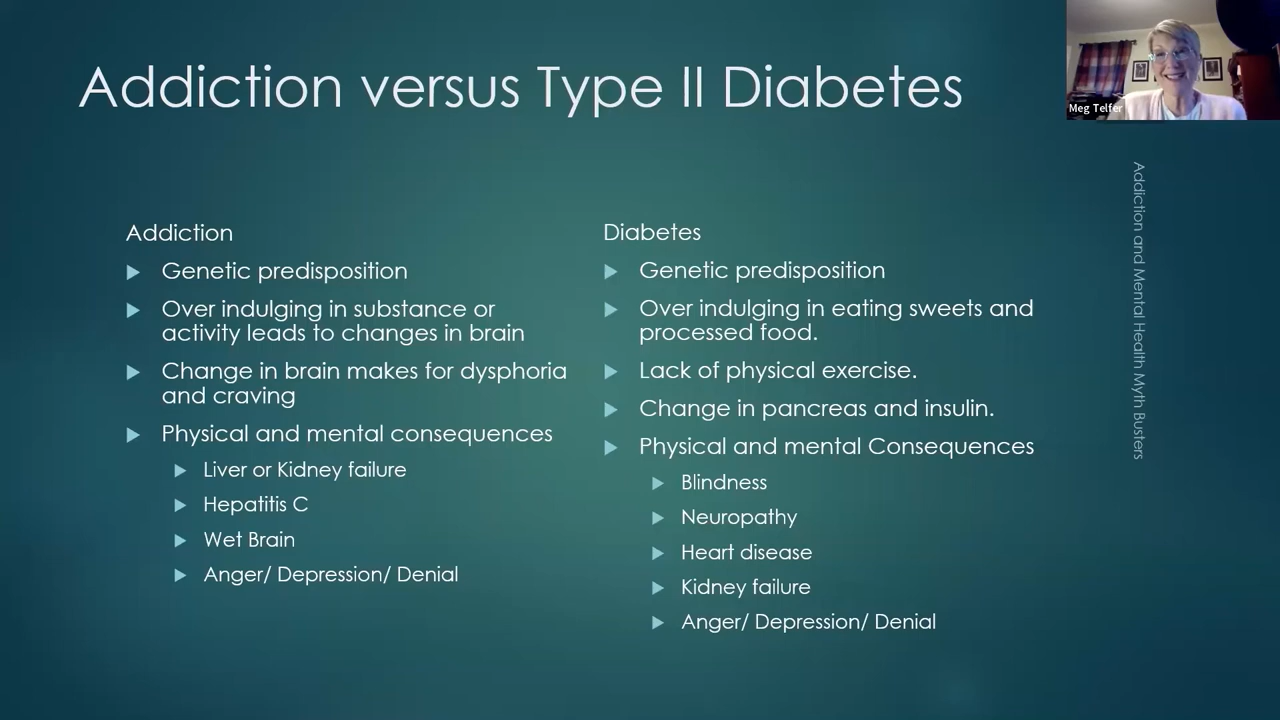 Addiction versus Type II Diabetes
Meg Telfer
Addiction
Genetic predisposition
Over indulging in substance or
activity leads to changes in brain
Change in brain makes for dysphoria
and craving
Physical and mental consequences
Liver or Kidney failure
Hepatitis C
Wet Brain
Anger/ Depression/ Denial
Diabetes
Genetic predisposition
Over indulging in eating sweets and
processed food.
Lack of physical exercise.
Change in pancreas and insulin.
Physical and mental Consequences
Blindness
Neuropathy
Heart disease
Kidney failure
Anger/ Depression/ Denial
Addiction and Mental Health Myth Busters